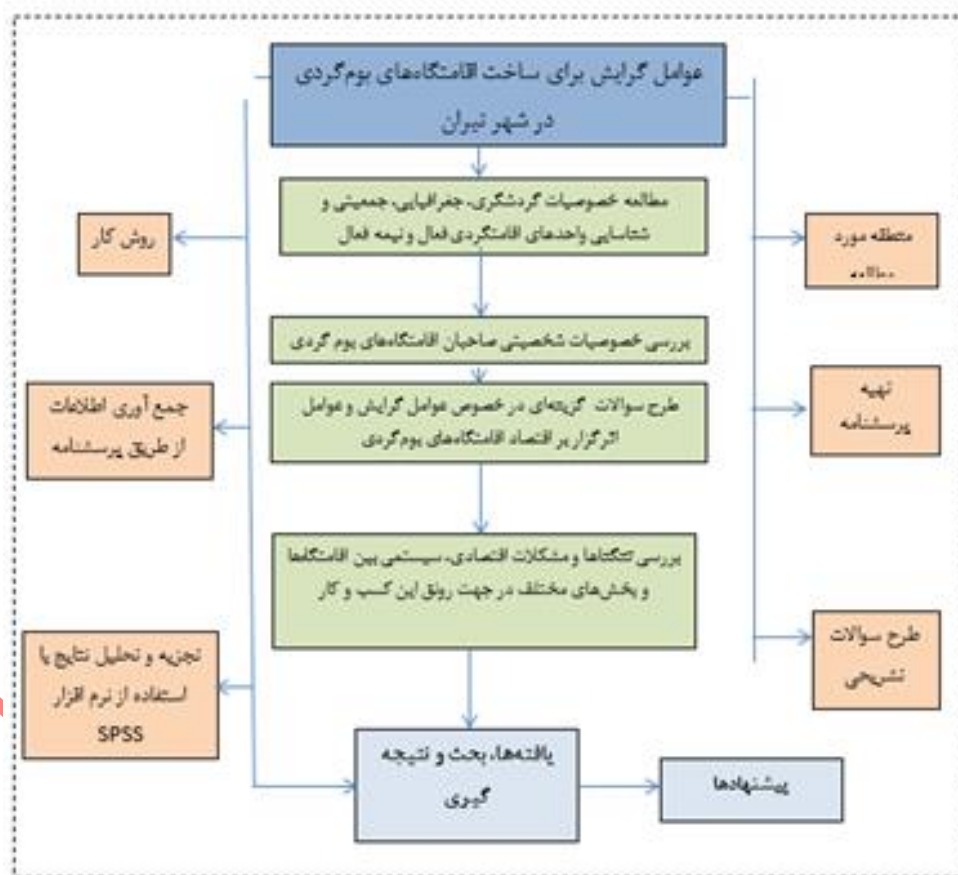 عوامل گرایش برای ساخت اقامتگاه‌های بوم‌گردی
در شهر تیران
مطالعه خصوصیات گردشگری، جغرافیایی، جمعیتی و
شناسایی واحدهای اقامتگردی فعال و نیمه فعال
روش کار
منطقه مورد
مطالعه
بررسی خصوصیات شخصیتی صاحبان اقامتگاه‌های بوم گردی
طرح سوالات گزینه‌ای در خصوص عوامل گرایش و عوامل
اثرگزار بر اقتصاد اقامتگاه‌های بوم‌گردی
جمع آوری اطلاعات
از طریق پرسشنامه
تهیه
پرسشنامه
بررسی تنگناها و مشکلات اقتصادی، سیستمی بین اقامتگاه‌ها
و بخش‌های مختلف در جهت رونق این کسب و کار
طرح سوالات
تشریحی
تجزیه و تحلیل نتایج با
استفاده از نرم افزار
SPSS
یافته‌ها، بحث و نتیجه
گیری
پیشنهادها